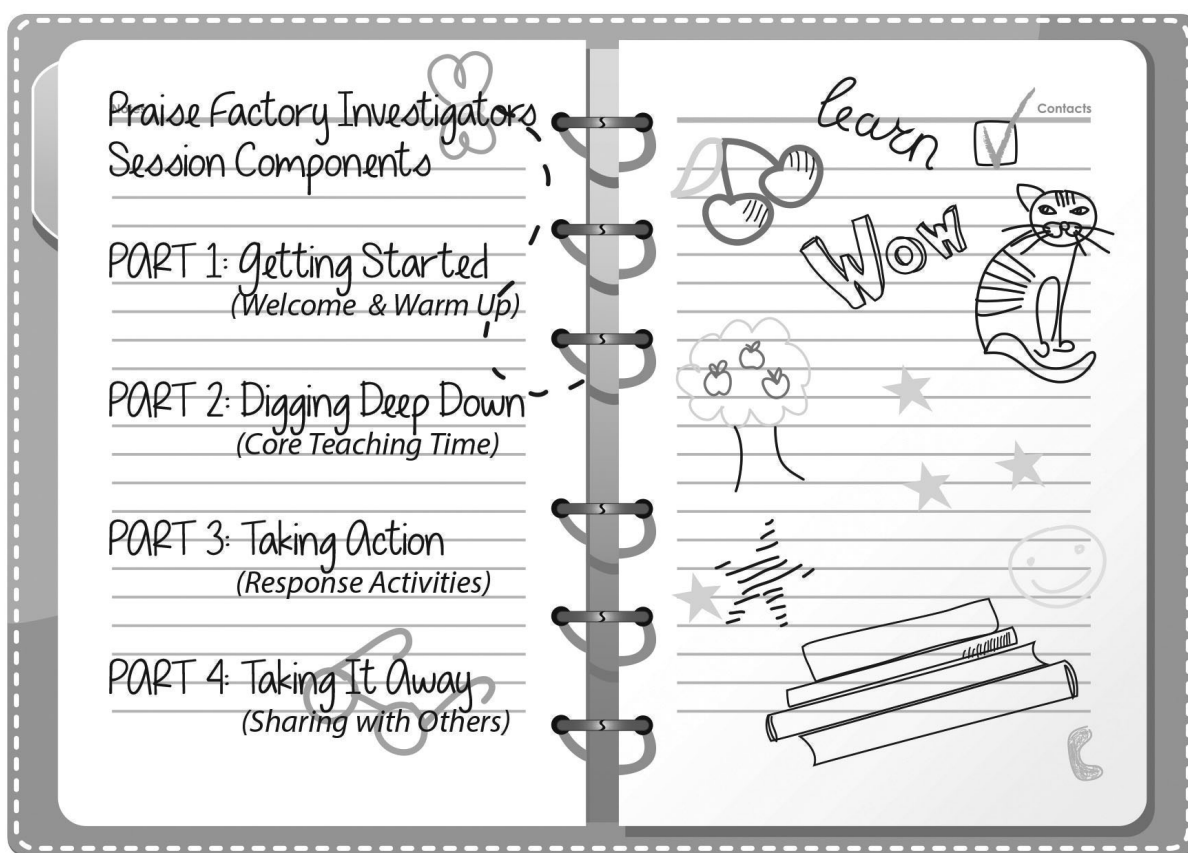 Praise Factory Investigators
Session Components
PART 1: Getting Started
(Welcome & Warm Up)
PART 2: Digging Deep Down
(Core Teaching Time)
PART 3: Taking Action
(Response Activities)
PART 4: Taking It Away
(Sharing with Others)
learn
Contacts
Wow
C